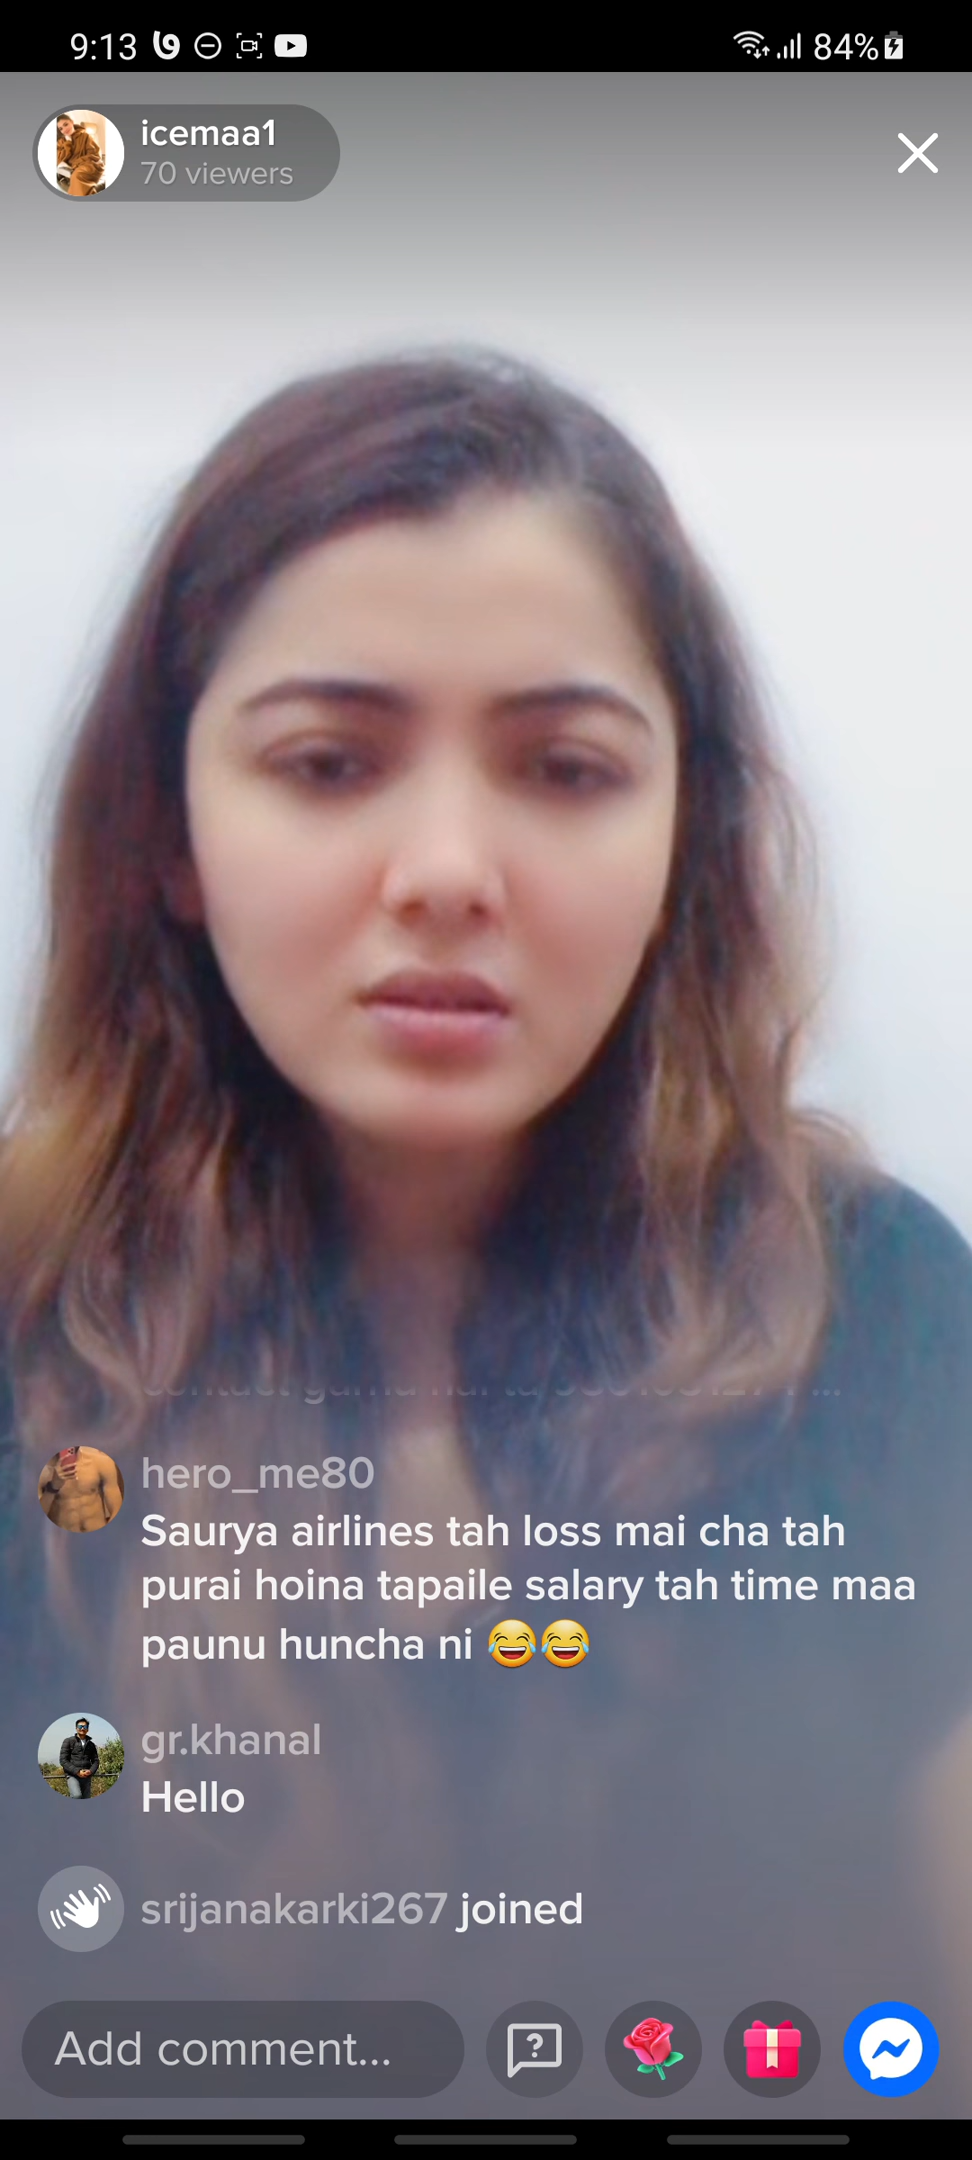 9:13
84%
icemaa1
70 viewers
hero_me80
Saurya airlines tah loss mai cha tah
purai hoina tapaile salary tah time maa
paunu huncha ni 😂😂
gr.khanal
Hello
srijanakarki267 joined
Add comment...